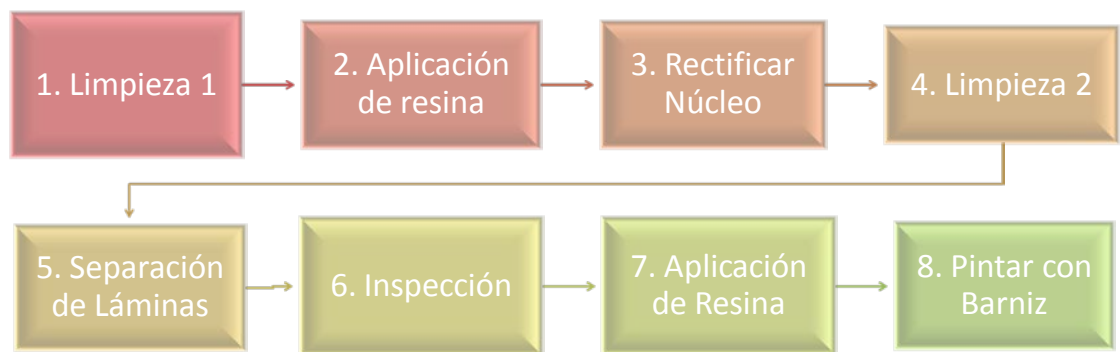 1. Limpieza 1
2. Aplicación
de resina
3. Rectificar
Núcleo
4. Limpieza 2
5. Separación
de Láminas
6. Inspección
7. Aplicación
de Resina
8. Pintar con
Barniz